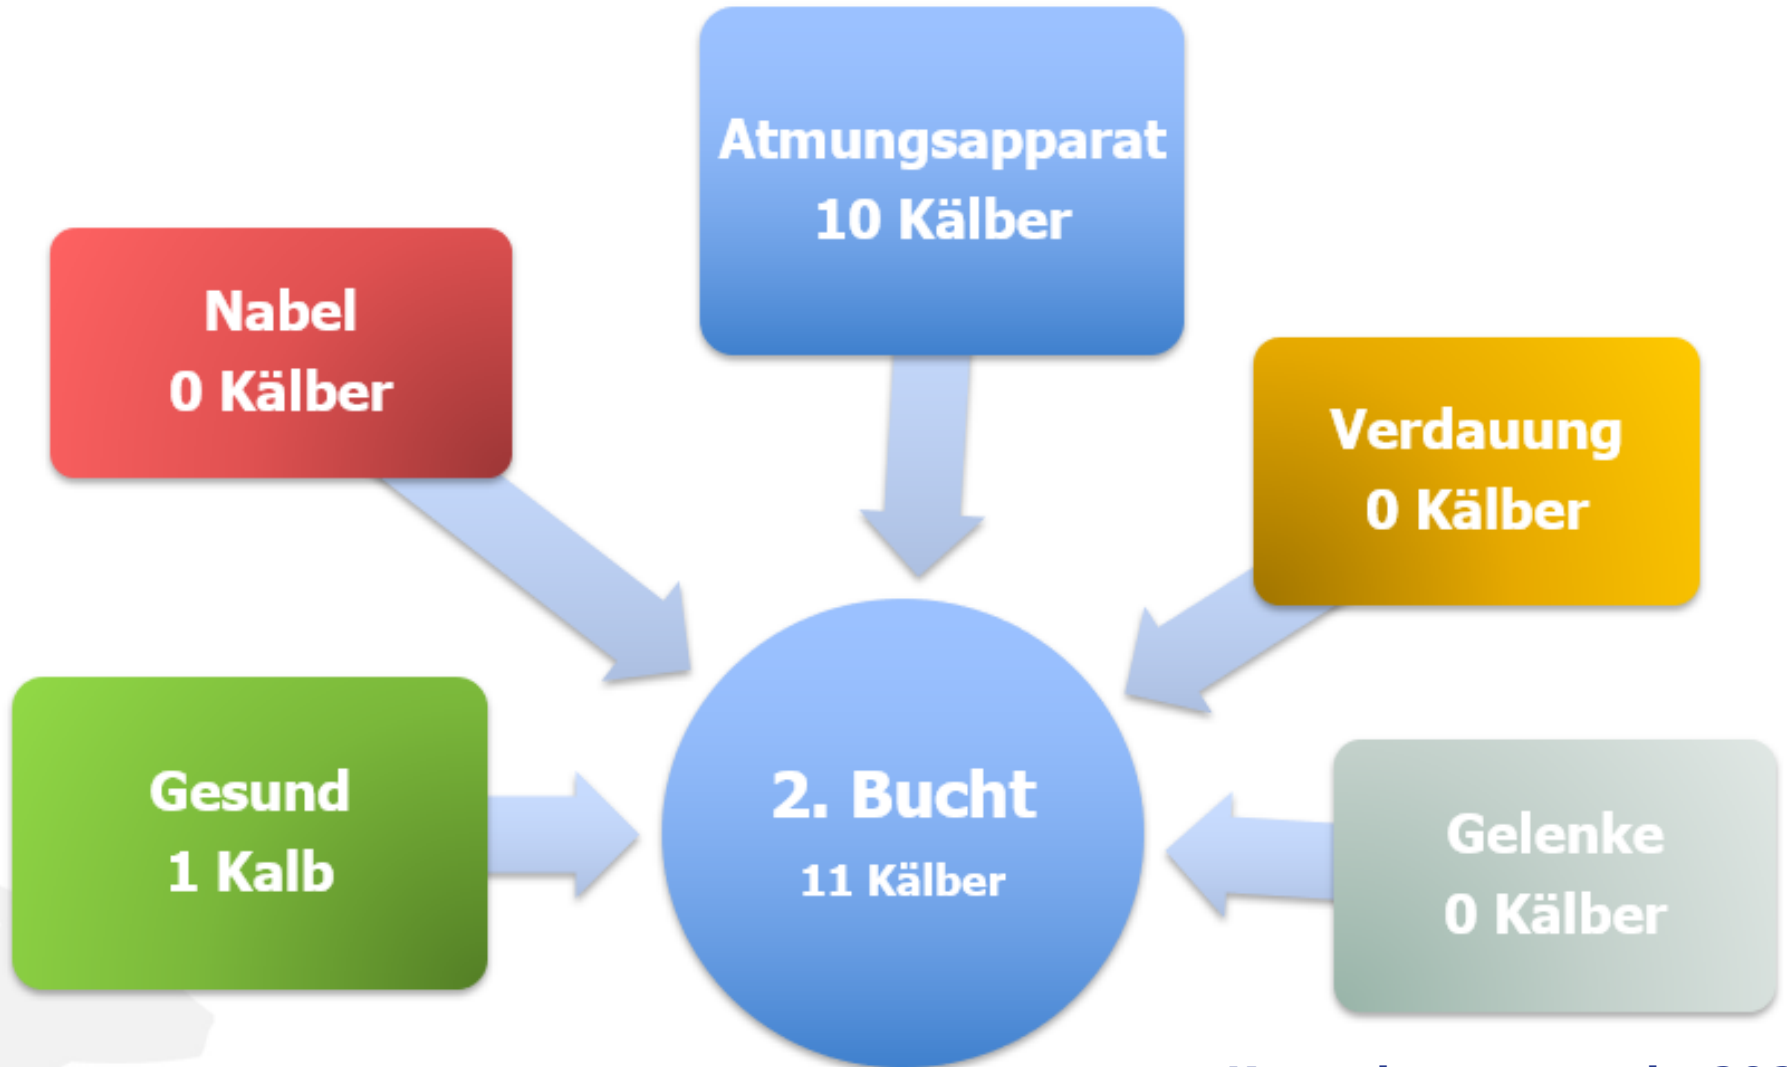 Atmungsapparat
10 Kälber
Nabel
0 Kälber
Verdauung
0 Kälber
Gesund
1 Kalb
2. Bucht
11 Kälber
Gelenke
0 Kälber